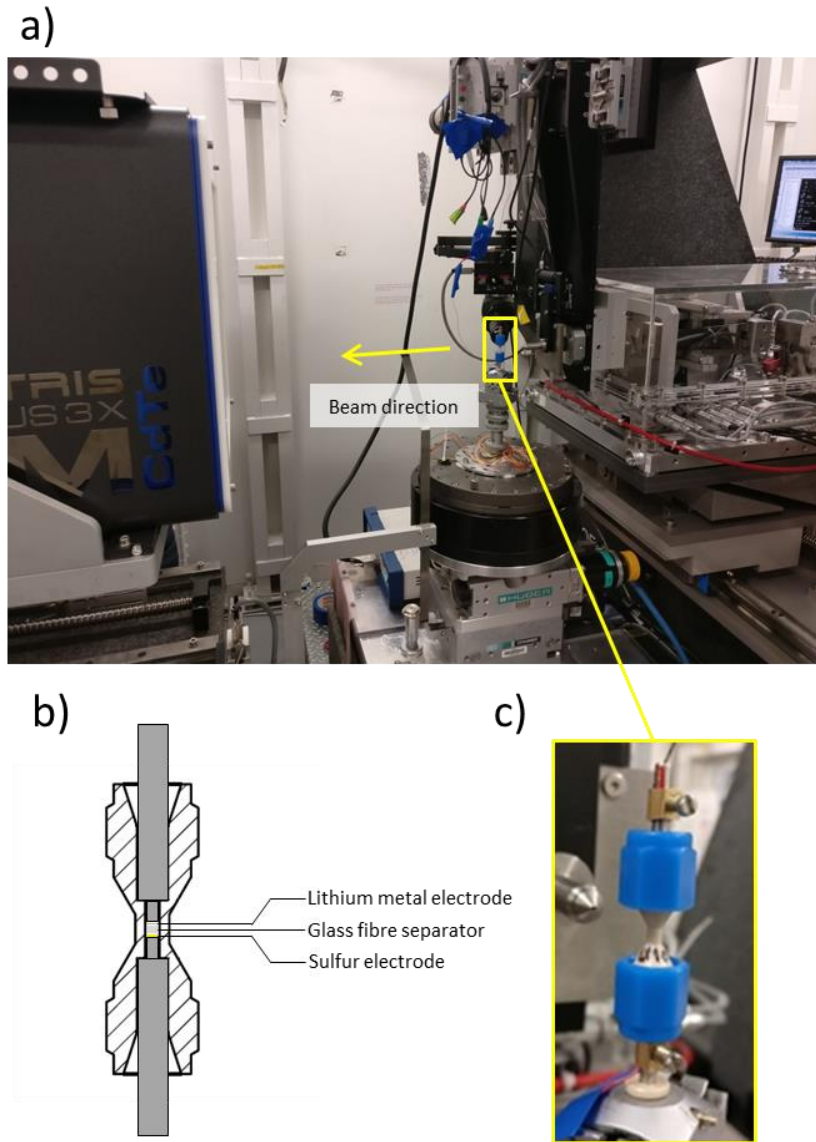 a)
TRIS
US3X
M
CdTe
Beam direction
HUBER
b)
c)
Lithium metal electrode
Glass fibre separator
Sulfur electrode